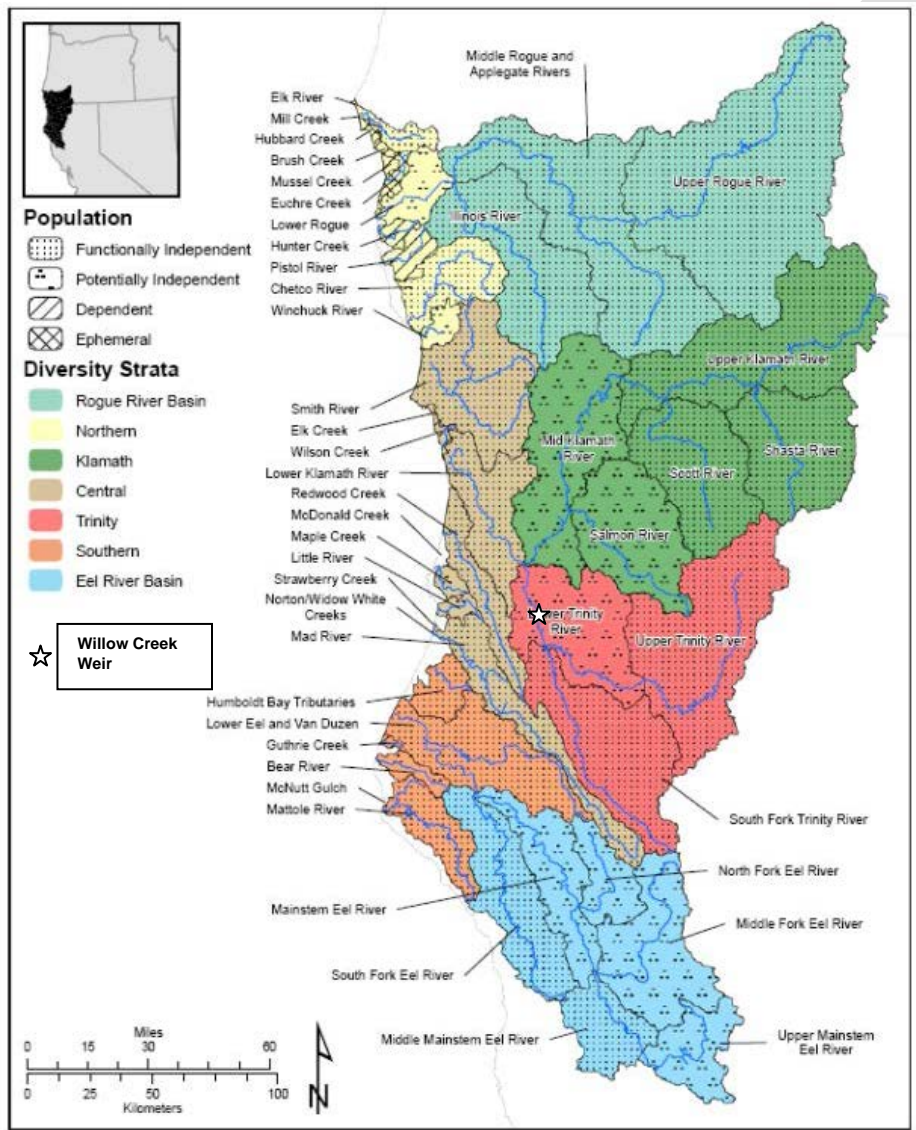 Middle Rogue and
Applegate Rivers
Elk River
Mill Creek
Hubbard Creek
Brush Creek
Mussel Creek
Euchre Creek
Lower Rogue
Hunter Creek
Pistol River
Chetco River
Winchuck River
Upper Rogue River
Illinois River
Population
Functionally Independent
Potentially Independent
Dependent
Ephemeral
Diversity Strata
Rogue River Basin
Northern
Klamath
Central
Trinity
Southern
Eel River Basin
Willow Creek
Weir
Upper Klamath River
Smith River
Elk Creek
Wilson Creek
Lower Klamath River
Redwood Creek
McDonald Creek
Maple Creek
Little River
Strawberry Creek
Norton/Widow White
Creeks
Mad River
Mid Klamath
River
Scott River
Shasta River
Salmon River
Lower Trinity
River
Upper Trinity River
Humboldt Bay Tributaries
Lower Eel and Van Duzen
Guthrie Creek
Bear River
McNutt Gulch
Mattole River
South Fork Trinity River
North Fork Eel River
Mainstem Eel River
Middle Fork Eel River
South Fork Eel River
Middle Mainstem Eel River
Upper Mainstem
Eel River
Miles
0 15 30 60
0 25 50 100
Kilometers
N